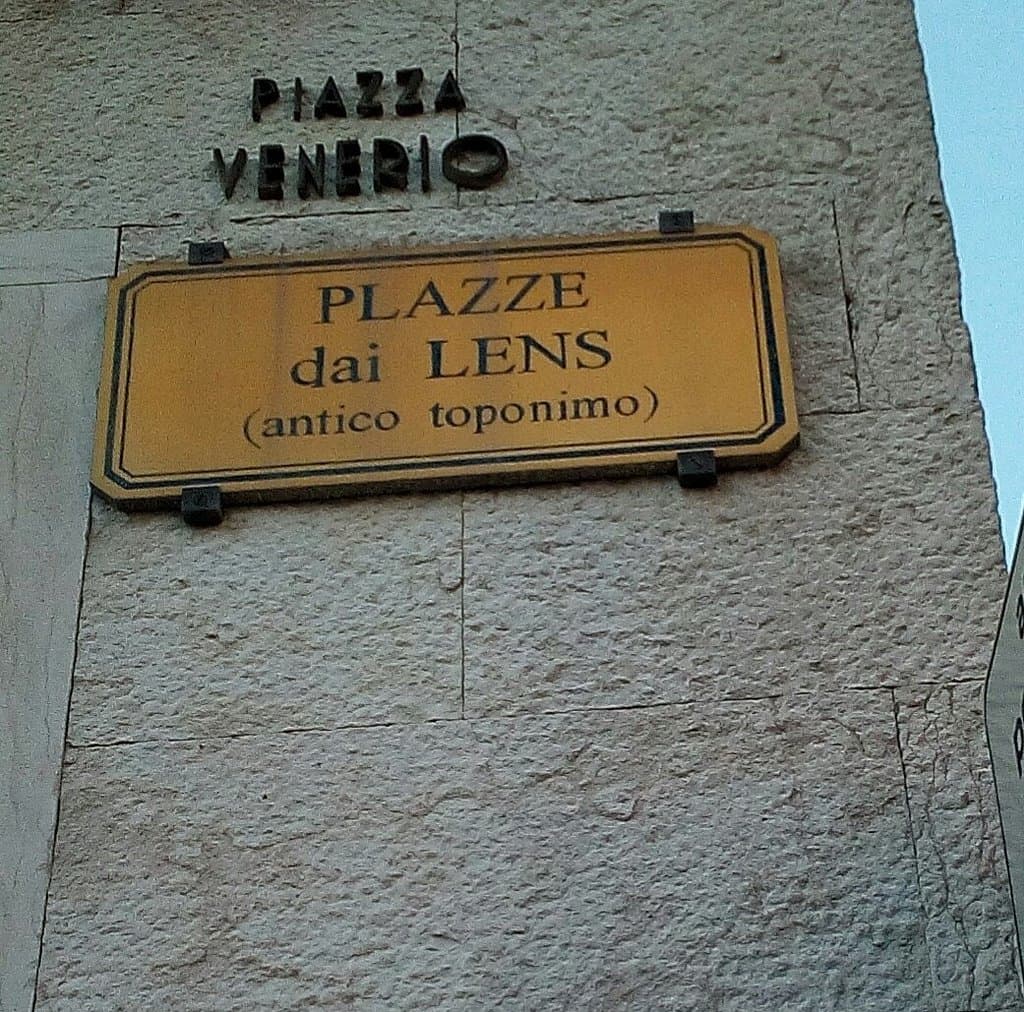 PIAZZA
VENERIO
PLAZZE
dai LENS
(antico toponimo)